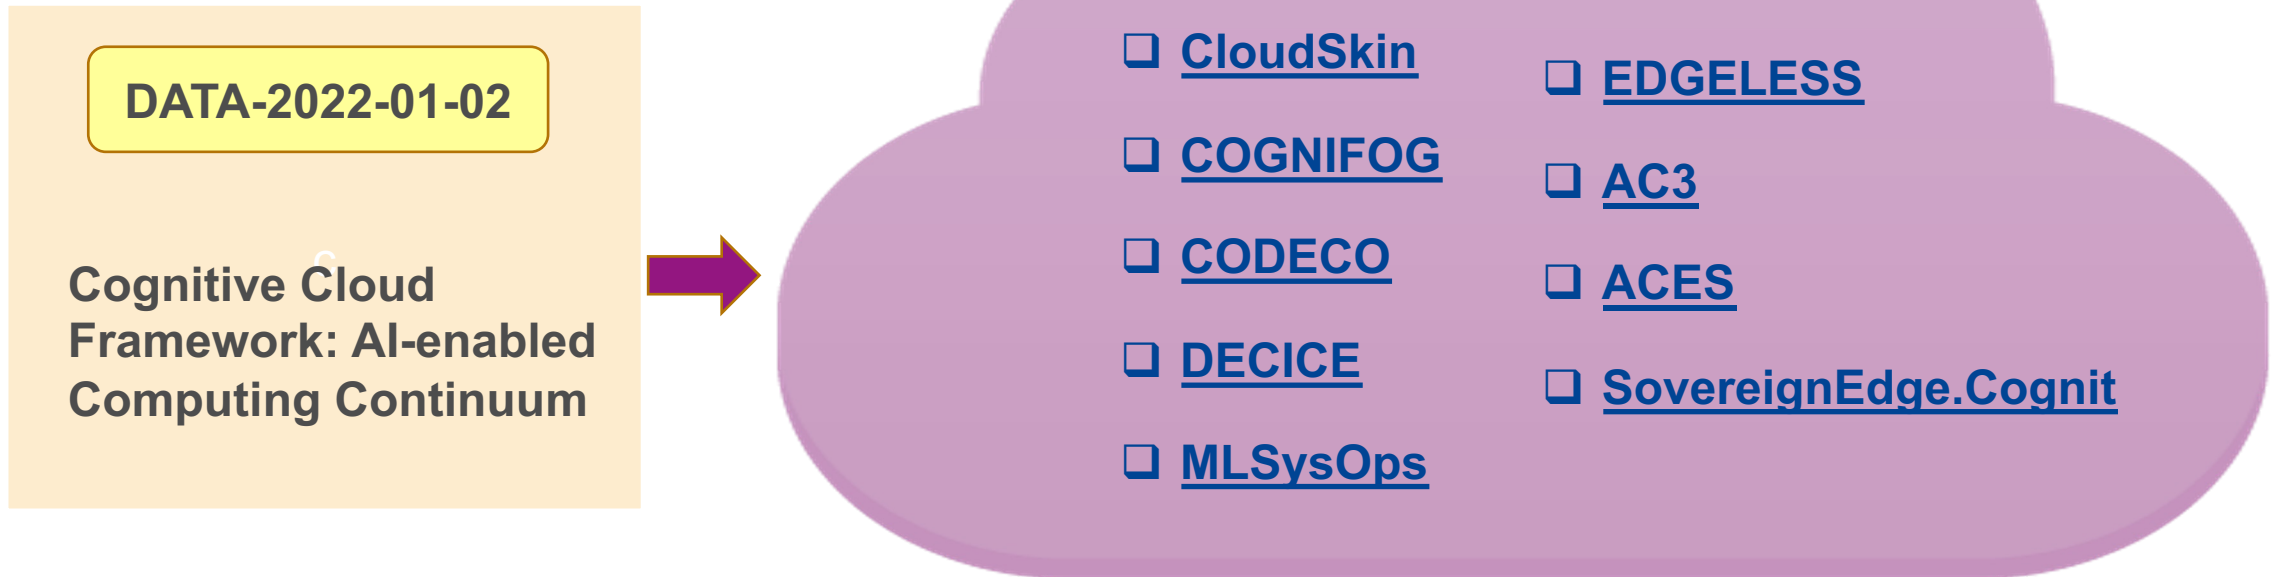 DATA-2022-01-02
Cognitive Cloud
Framework: AI-enabled
Computing Continuum
❑ CloudSkin
❑ COGNIFOG
❑ CODECO
❑ DECICE
❑ MLSysOps
❑ EDGELESS
❑ AC3
❑ ACES
❑ SovereignEdge.Cognit